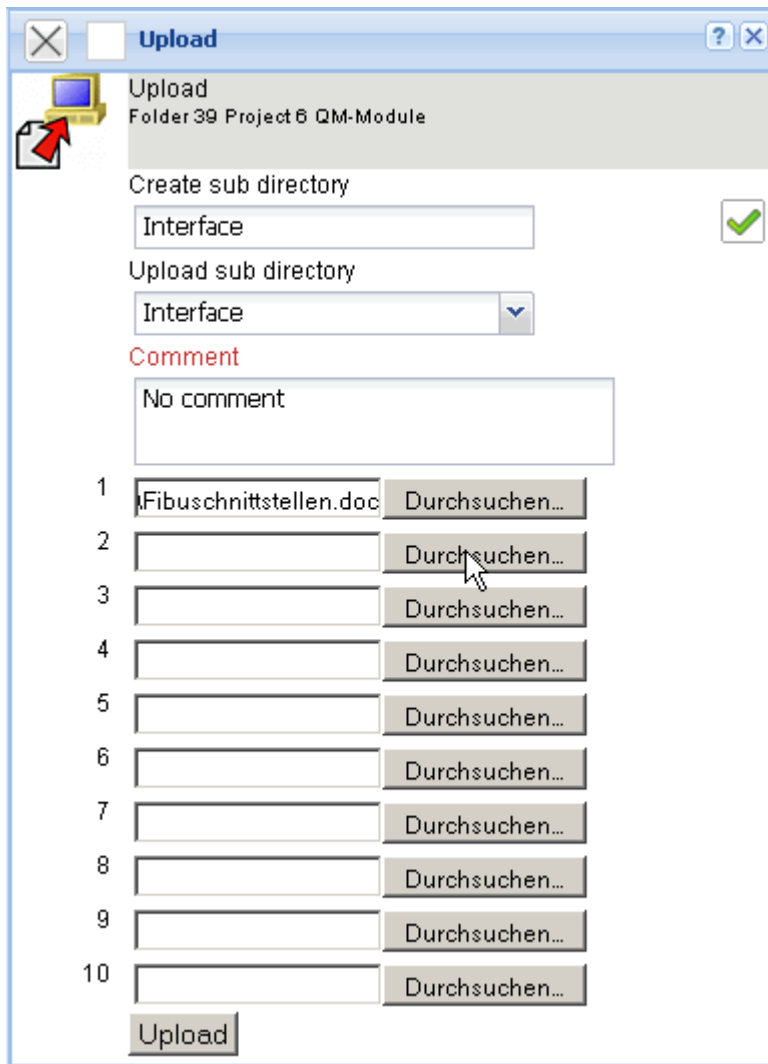 Upload
Upload
Folder 39 Project 6 QM-Module
Create sub directory
Interface
Upload sub directory
Interface
Comment
No comment
1 \Fibuschnittstellen.doc Durchsuchen...
2 Durchsuchen...
3 Durchsuchen...
4 Durchsuchen...
5 Durchsuchen...
6 Durchsuchen...
7 Durchsuchen...
8 Durchsuchen...
9 Durchsuchen...
10 Durchsuchen...
Upload